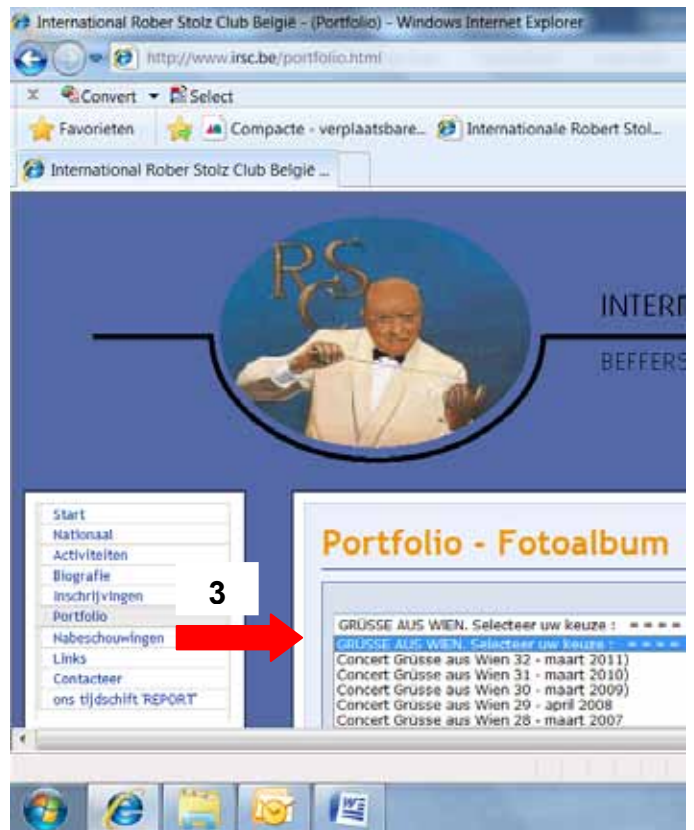 International Rober Stolz Club België - (Portfolio) - Windows Internet Explorer
http://www.irsc.be/portfolio.html
x Convert Select
Favorieten Compacte - verplaatsbare... Internationale Robert Stol...
International Rober Stolz Club België ...
RSC
INTERN
BEFFERS
Start
Nationaal
Activiteiten
Biografie
Inschrijvingen
Portfolio
Nabeschouwingen
Links
Contacteer
ons tijdschift 'REPORT'
3
Portfolio - Fotoalbum
GRÜSSE AUS WIEN. Selecteer uw keuze : = = = =
GRÜSSE AUS WIEN. Selecteer uw keuze : = = = =
Concert Grüsse aus Wien 32 - maart 2011)
Concert Grüsse aus Wien 31 - maart 2010)
Concert Grüsse aus Wien 30 - maart 2009)
Concert Grüsse aus Wien 29 - april 2008
Concert Grüsse aus Wien 28 - maart 2007